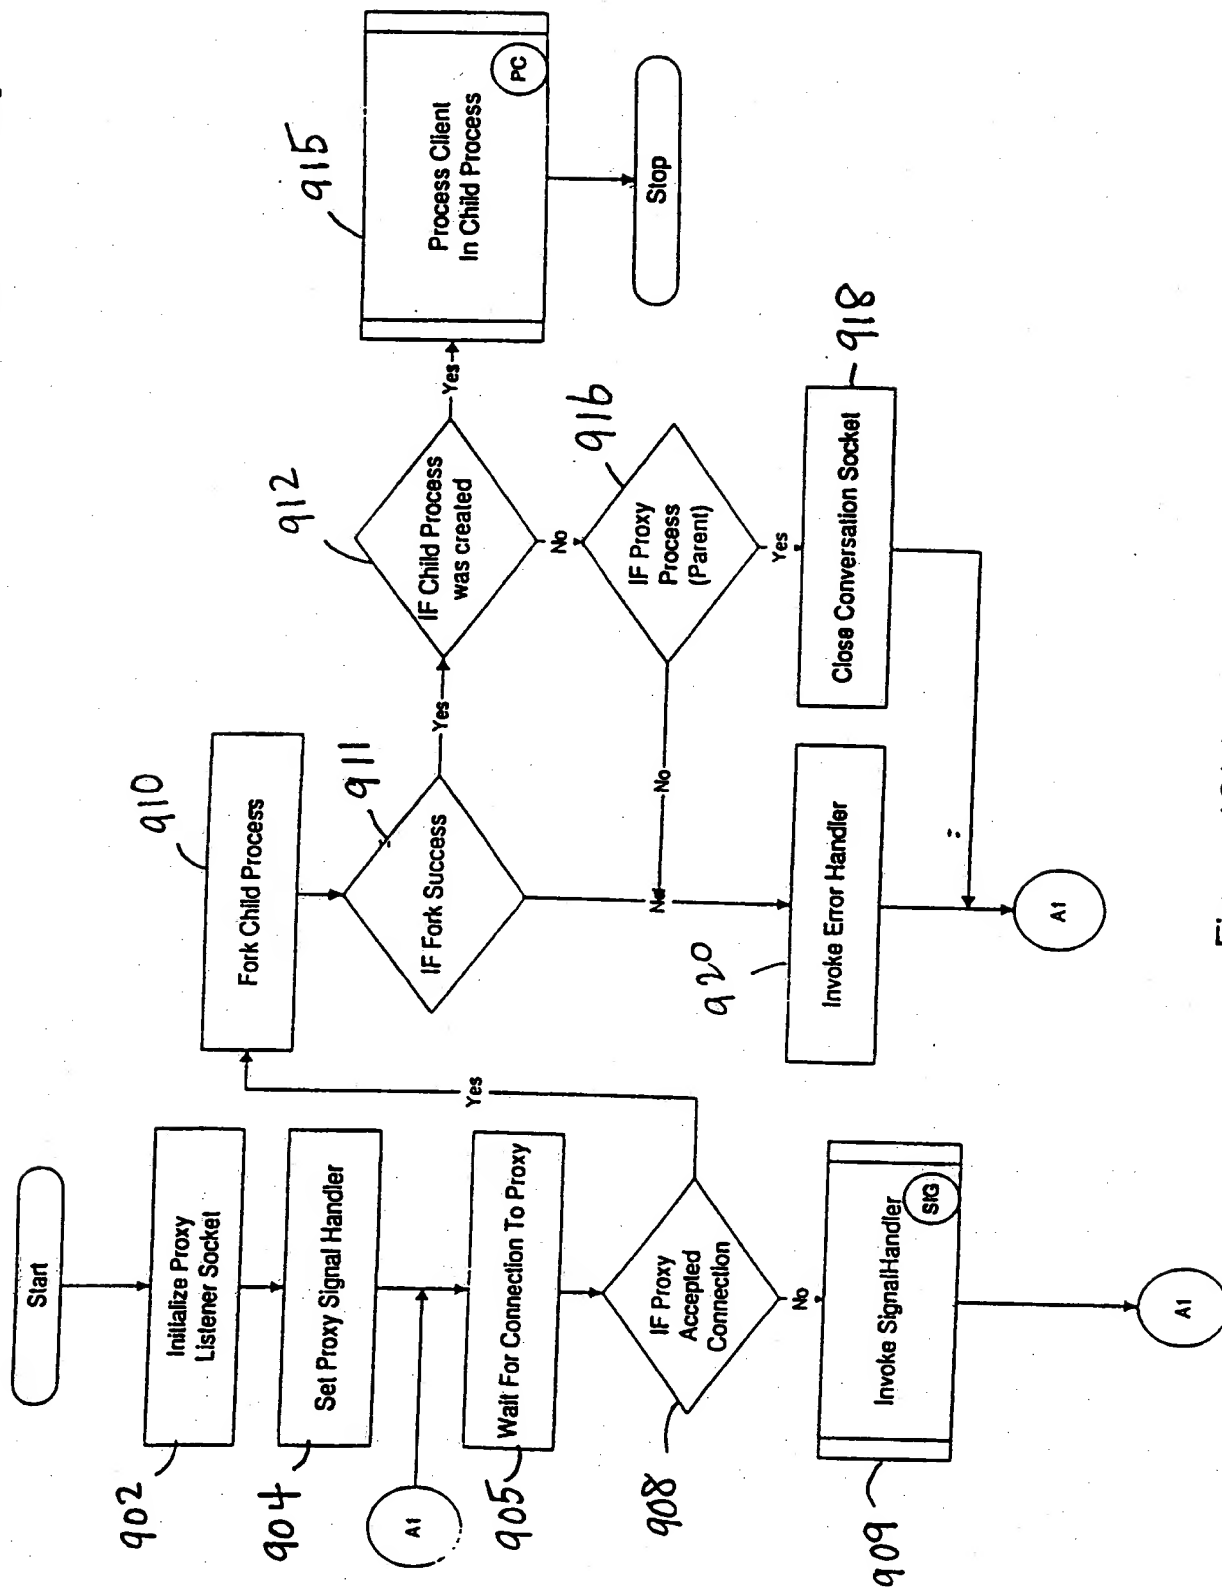 Start
902
Initialize Proxy
Listener Socket
904
Set Proxy Signal Handler
A1
905
Wait For Connection To Proxy
908
IF Proxy
Accepted
Connection
Yes
No
909
Invoke SignalHandler
SIG
A1
910
Fork Child Process
911
IF Fork Success
Yes
No
912
IF Child Process
was created
Yes
No
915
Process Client
In Child Process
PC
Stop
916
IF Proxy
Process
(Parent)
No
Yes
918
Close Conversation Socket
920
Invoke Error Handler
A1